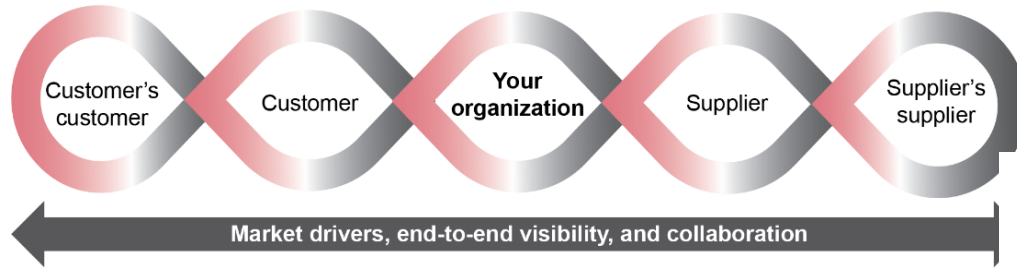 Customer's
customer
Customer
Your
organization
Supplier
Supplier's
supplier
Market drivers, end-to-end visibility, and collaboration